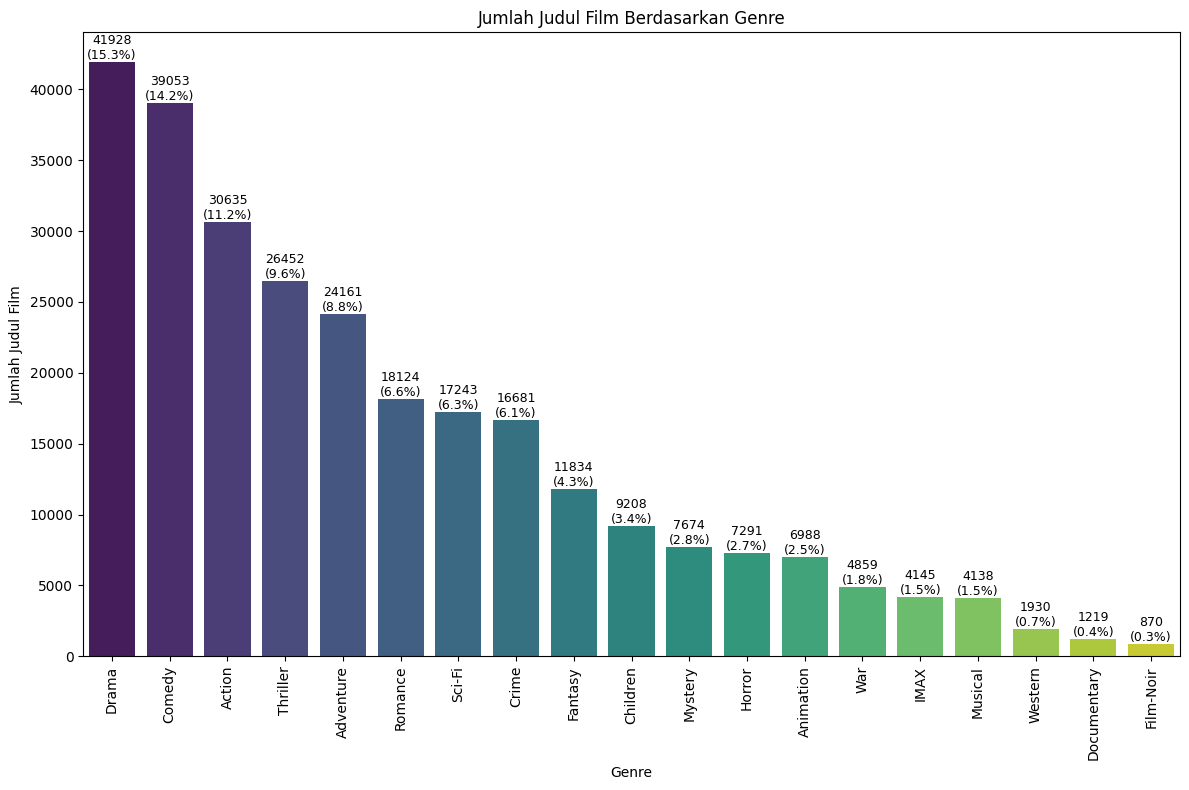 Jumlah Judul Film Berdasarkan Genre
41928
(15.3%)
39053
(14.2%)
30635
(11.2%)
26452
(9.6%)
24161
(8.8%)
18124
(6.6%)
17243
(6.3%)
16681
(6.1%)
11834
(4.3%)
9208
(3.4%)
7674
(2.8%)
7291
(2.7%)
6988
(2.5%)
4859
(1.8%)
4145
(1.5%)
4138
(1.5%)
1930
(0.7%)
1219
(0.4%)
870
(0.3%)
Jumlah Judul Film
40000
35000
30000
25000
20000
15000
10000
5000
0
Drama
Comedy
Action
Thriller
Adventure
Romance
Sci-Fi
Crime
Fantasy
Children
Mystery
Horror
Animation
War
IMAX
Musical
Western
Documentary
Film-Noir
Genre